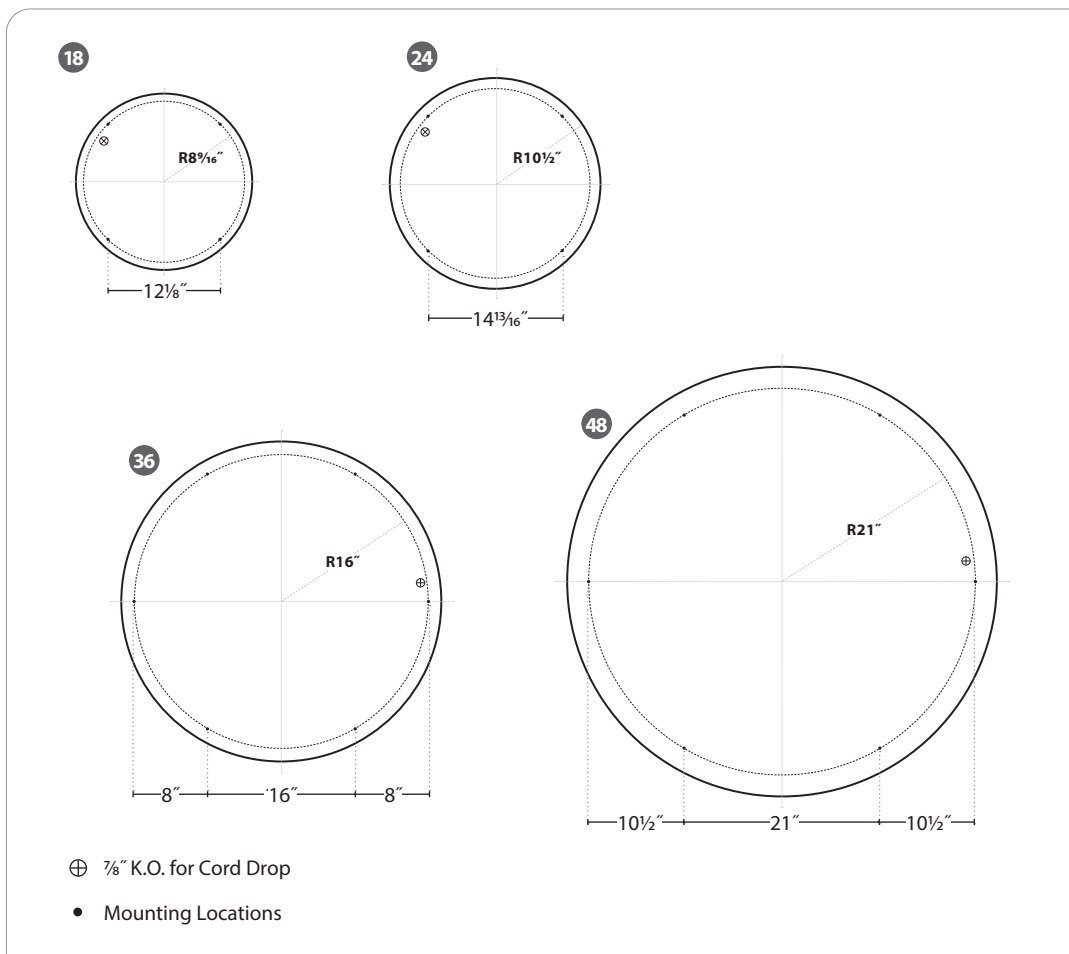 18
24
R8⁹⁄₁₆˝
R10½˝
12⅛˝
14¹³⁄₁₆˝
36
48
R16˝
R21˝
8˝
16˝
8˝
10½˝
21˝
10½˝
⅞˝ K.O. for Cord Drop
Mounting Locations